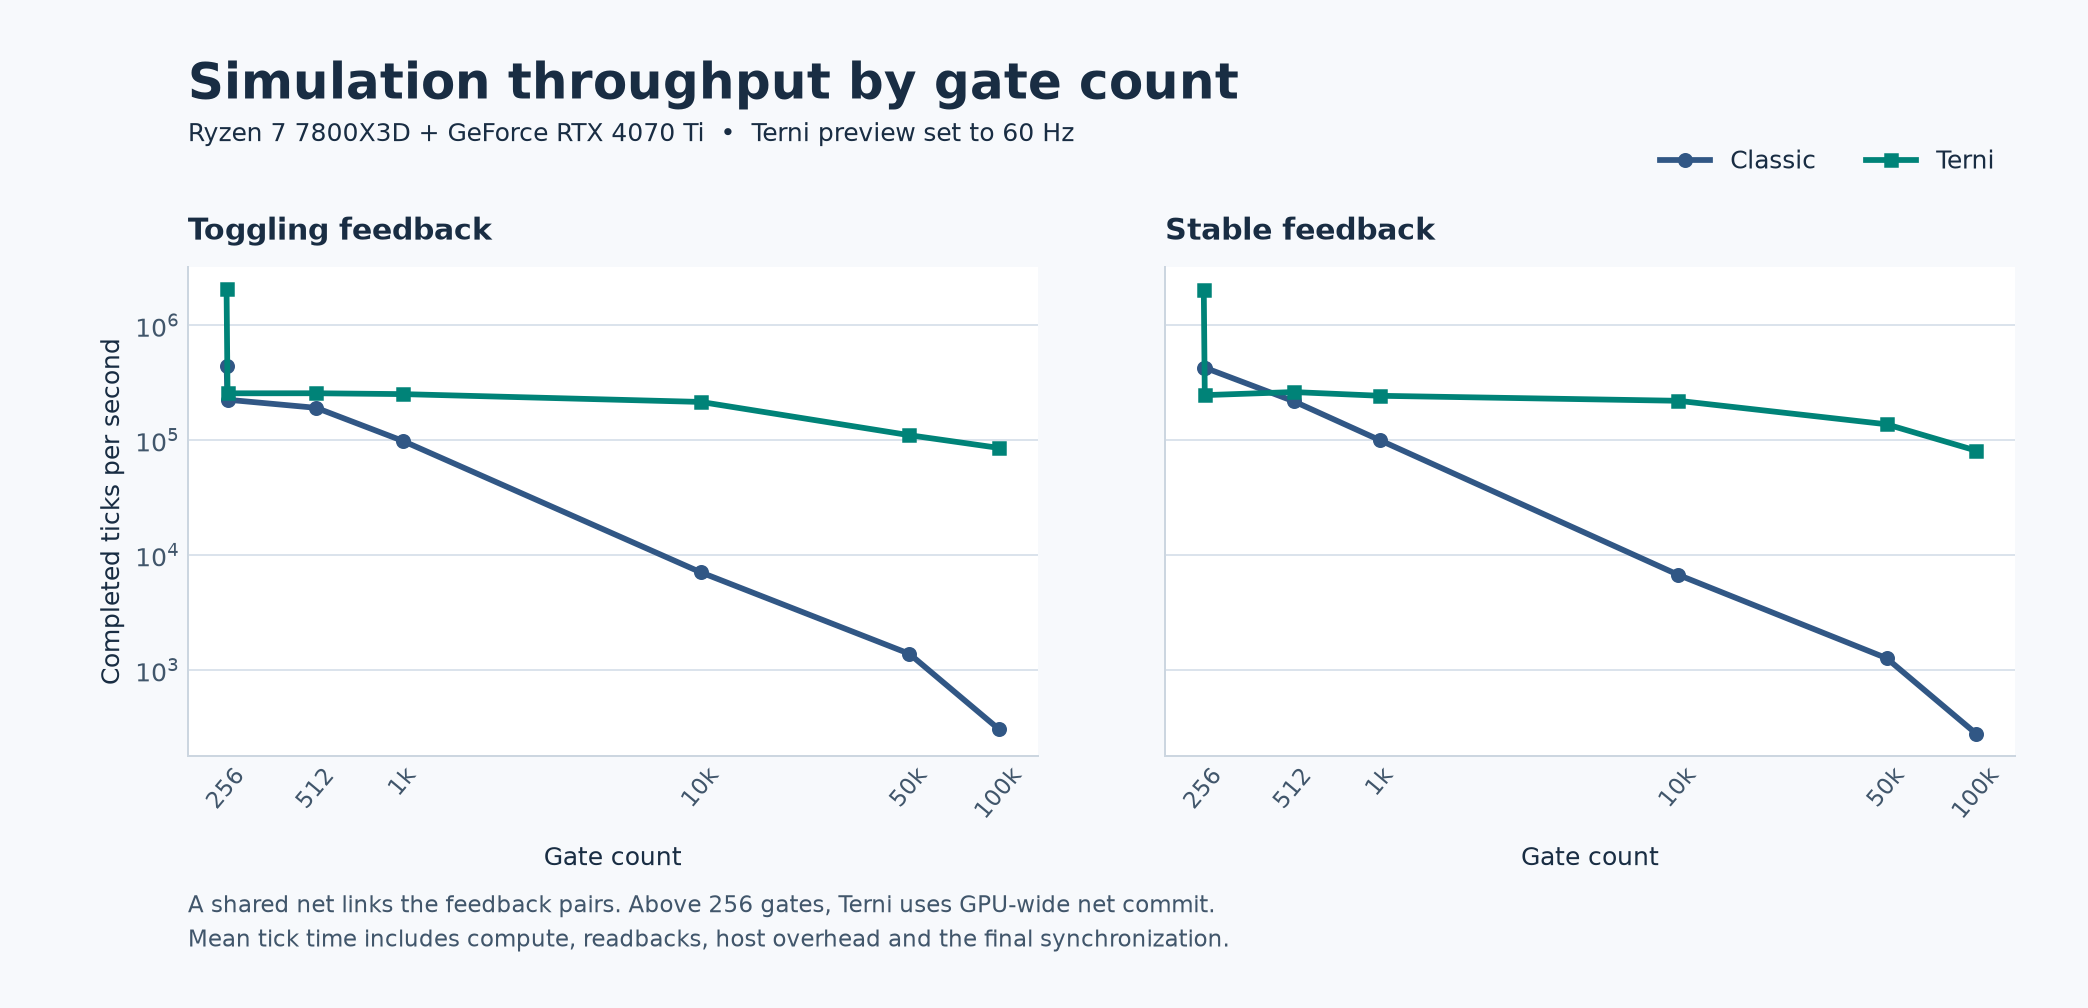 Simulation throughput by gate count
Ryzen 7 7800X3D + GeForce RTX 4070 Ti • Terni preview set to 60 Hz
Classic
Terni
Toggling feedback
Completed ticks per second
10⁶
10⁵
10⁴
10³
256
512
1k
10k
50k
100k
Gate count
Stable feedback
256
512
1k
10k
50k
100k
Gate count
A shared net links the feedback pairs. Above 256 gates, Terni uses GPU-wide net commit.
Mean tick time includes compute, readbacks, host overhead and the final synchronization.